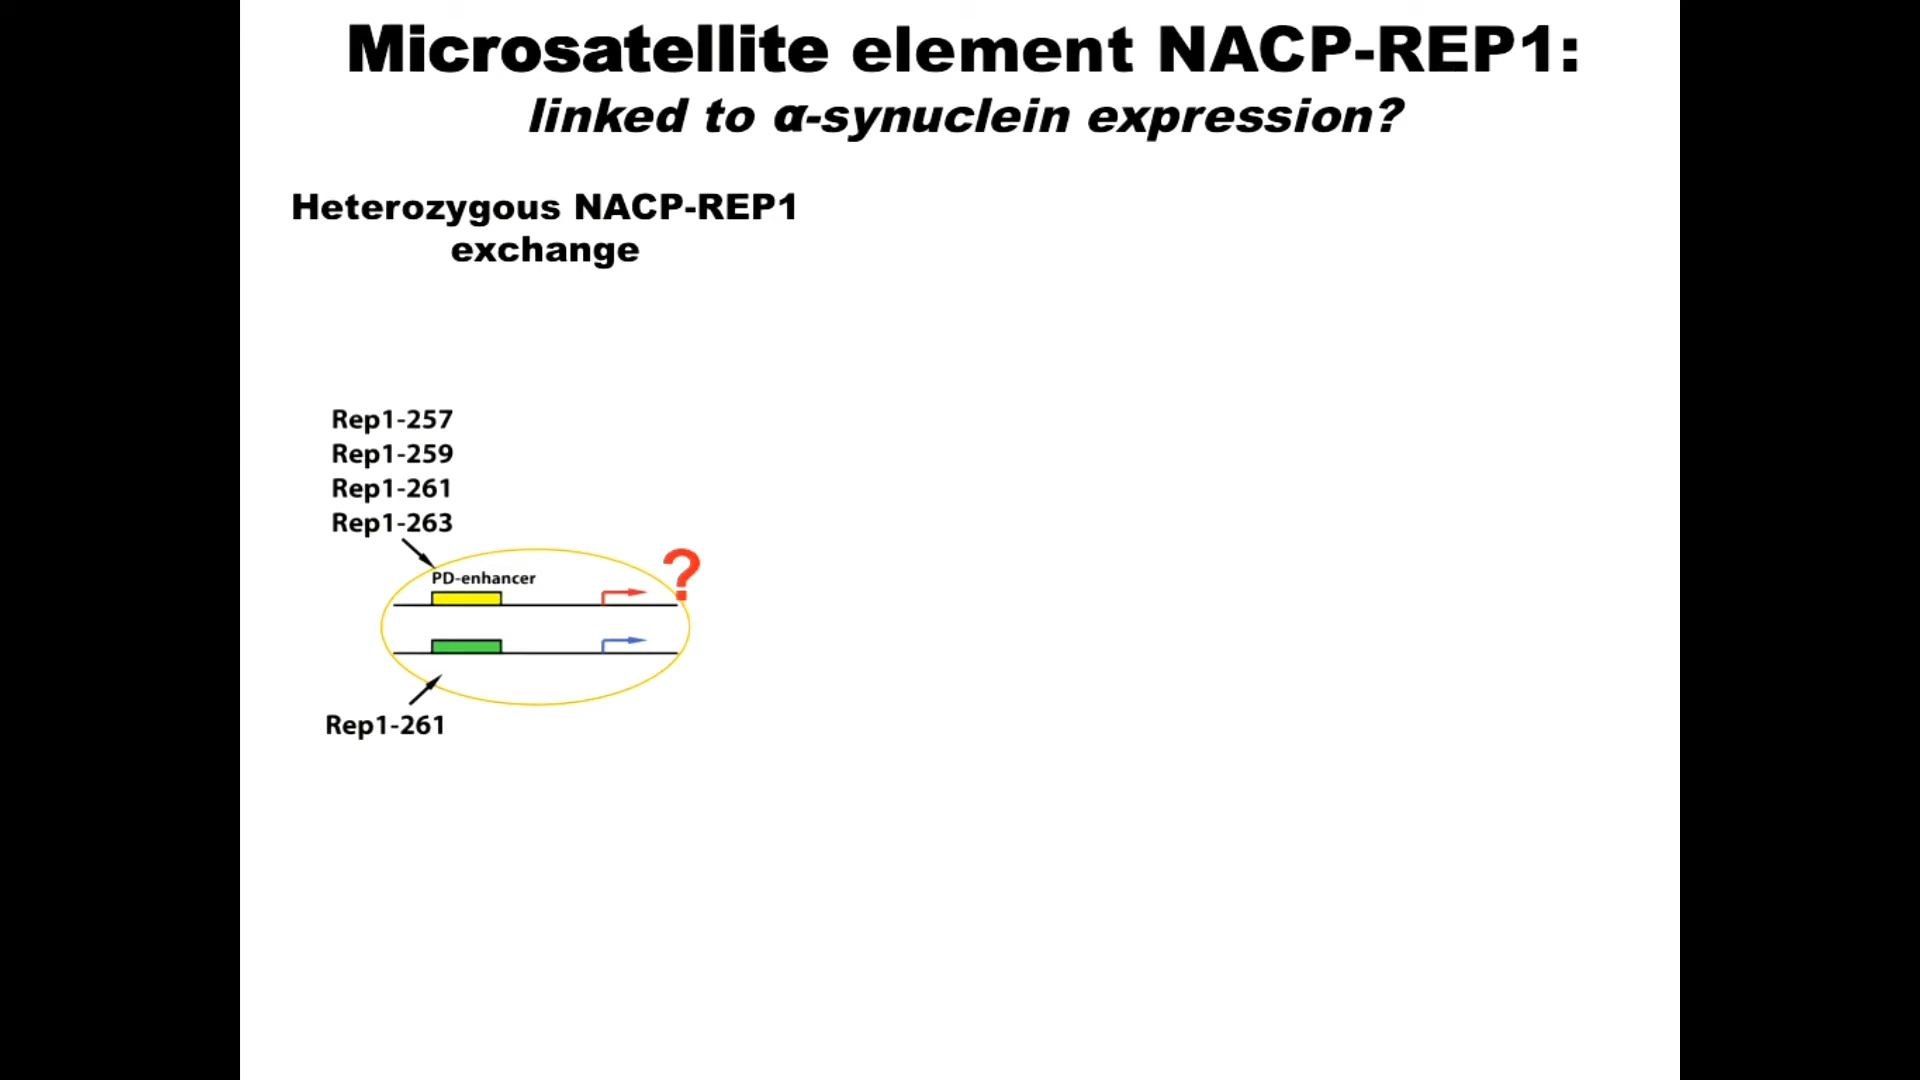 Microsatellite element NACP-REP1:
linked to α-synuclein expression?
Heterozygous NACP-REP1
exchange
Rep1-257
Rep1-259
Rep1-261
Rep1-263
PD-enhancer
?
Rep1-261